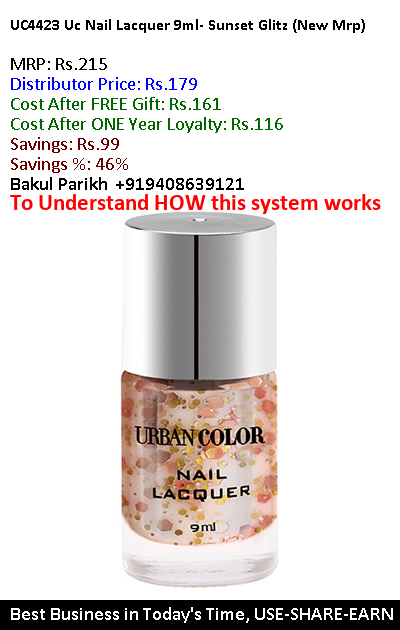 UC4423 Uc Nail Lacquer 9ml- Sunset Glitz (New Mrp)
MRP: Rs.215
Distributor Price: Rs.179
Cost After FREE Gift: Rs.161
Cost After ONE Year Loyalty: Rs.116
Savings: Rs.99
Savings %: 46%
Bakul Parikh +919408639121
To Understand HOW this system works
URBAN COLOR
NAIL
LACQUER
9ml
Best Business in Today's Time, USE-SHARE-EARN